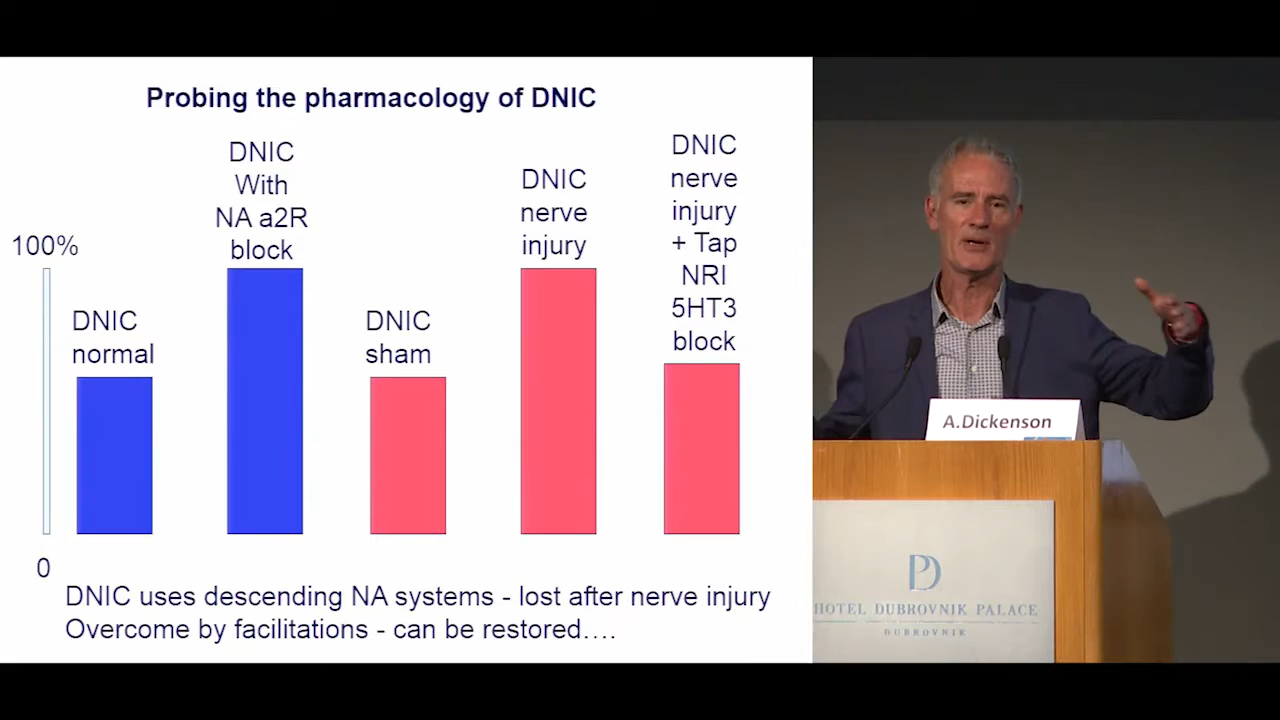 Probing the pharmacology of DNIC
DNIC
With
NA a2R
block
DNIC
nerve
injury
DNIC
nerve
injury
+ Tap
NRI
5HT3
block
100%
DNIC
normal
DNIC
sham
0
DNIC uses descending NA systems - lost after nerve injury
Overcome by facilitations - can be restored….
A.Dickenson
PD
HOTEL DUBROVNIK PALACE
DUBROVNIK